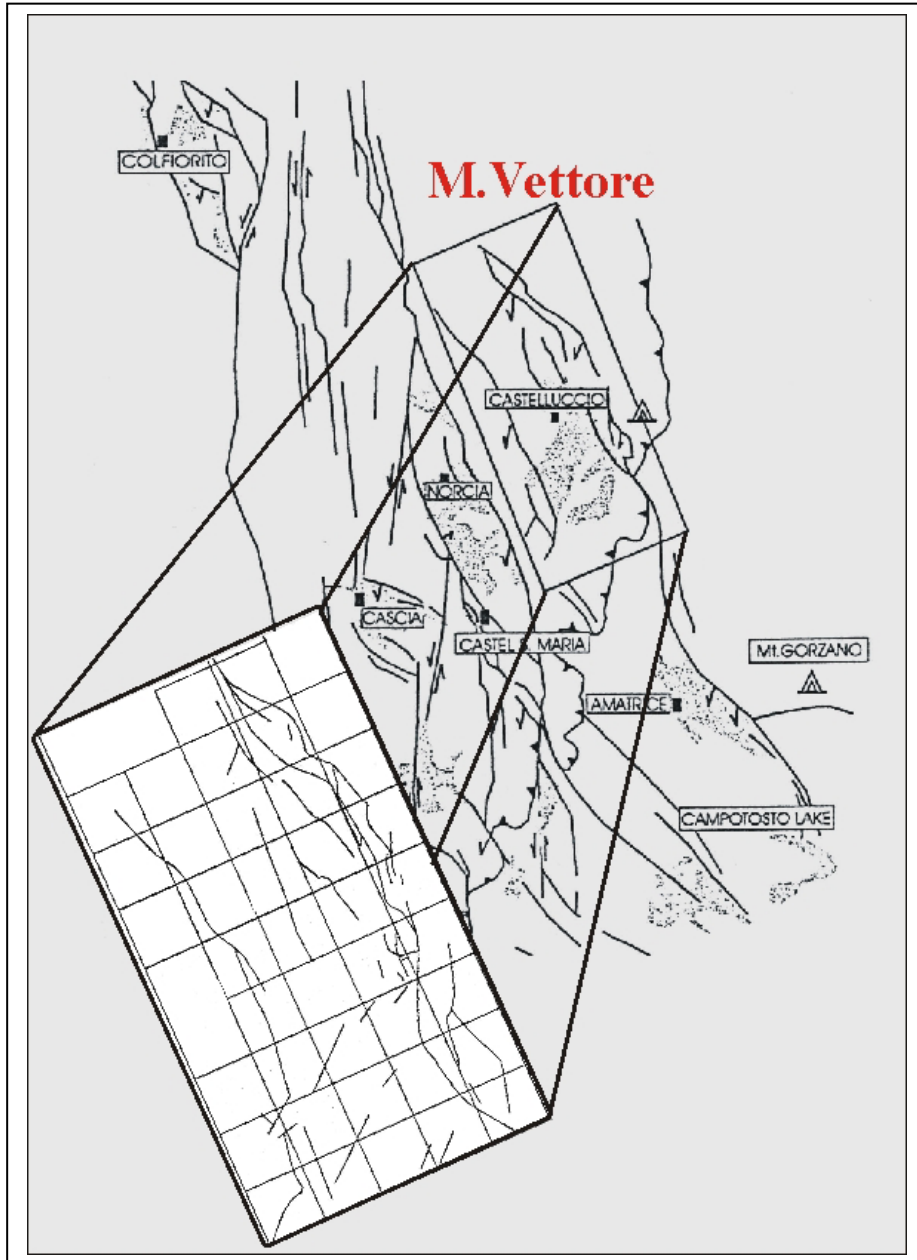 COLFIORITO
M. Vettore
CASTELLUCCIO
NORCIA
CASCIA
CASTEL S. MARIA
Mt. GORZANO
AMATRICE
CAMPOTOSTO LAKE